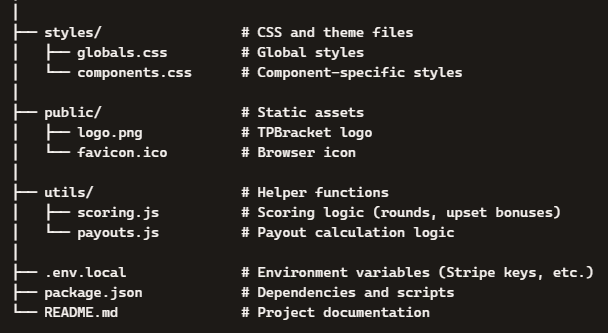 │
├── styles/                 # CSS and theme files
│   ├── globals.css         # Global styles
│   └── components.css      # Component-specific styles
│
├── public/                 # Static assets
│   ├── logo.png            # TPBracket logo
│   └── favicon.ico         # Browser icon
│
├── utils/                  # Helper functions
│   ├── scoring.js          # Scoring logic (rounds, upset bonuses)
│   └── payouts.js          # Payout calculation logic
│
├── .env.local              # Environment variables (Stripe keys, etc.)
├── package.json            # Dependencies and scripts
└── README.md               # Project documentation